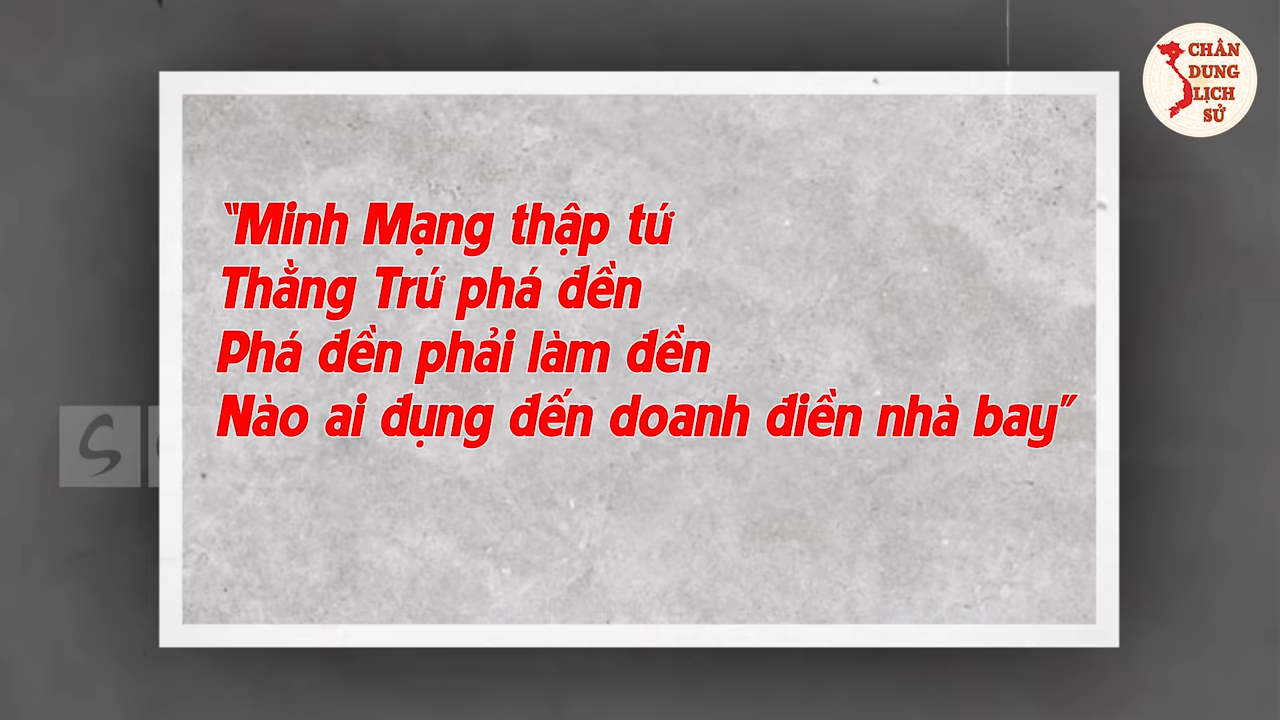 “Minh Mạng thập tứ
Thằng Trứ phá đền
Phá đền phải làm đền
Nào ai đụng đến doanh điền nhà bay”
CHÂN
DUNG
LỊCH
SỬ
S